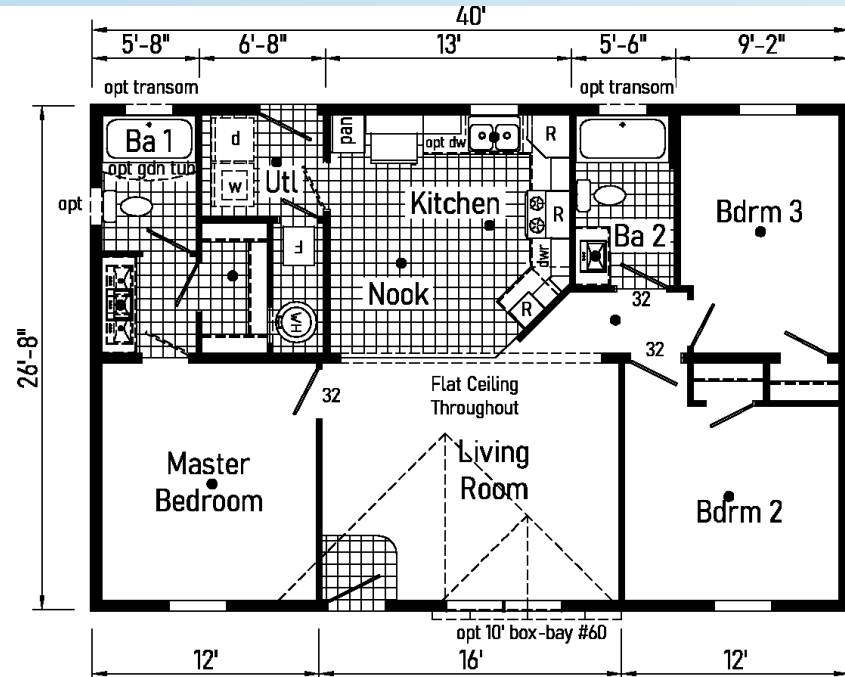 40'
5'-8"
6'-8"
13'
5'-6"
9'-2"
opt transom
opt transom
Ba 1
opt gdn tub
opt
d
w
Utl
pan
opt dw
R
Kitchen
R
Nook
dwr
R
F
WH
Ba 2
Bdrm 3
32
32
26'-8"
32
Flat Ceiling
Throughout
Master
Bedroom
Living
Room
Bdrm 2
opt 10' box-bay #60
12'
16'
12'